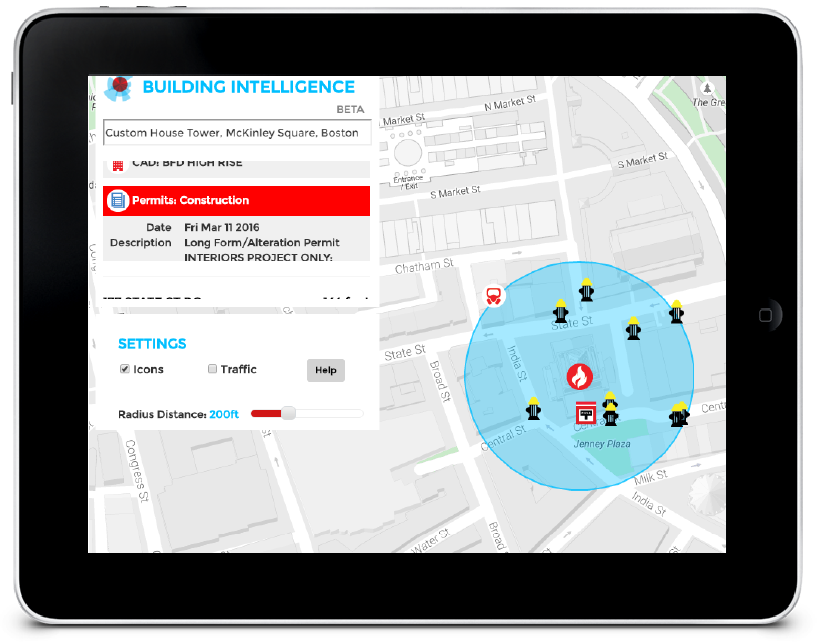 BUILDING INTELLIGENCE
BETA
Custom House Tower, McKinley Square, Boston
CAD: BFD HIGH RISE
Permits: Construction
Date Fri Mar 11 2016
Description Long Form/Alteration Permit
INTERIORS PROJECT ONLY:
SETTINGS
Icons
Traffic
Help
Radius Distance: 200ft
The Gre
N Market St
Market St
S Market St
Entrance
/ Exit
S Market St
Chatham St
State St
State St
India St
Broad St
Central St
Jenney Plaza
Milk St
India St
Congress St
Broad St
Water St